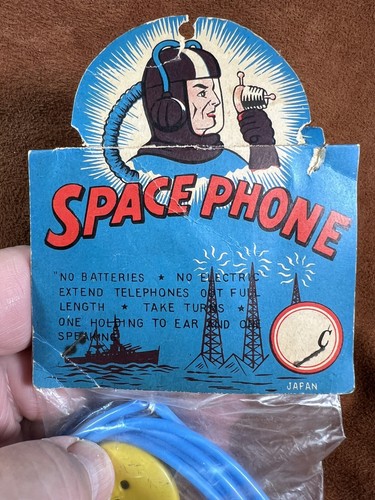 SPACE PHONE
"NO BATTERIES ★ NO ELECTRIC
EXTEND TELEPHONES OUT FULL
LENGTH ★ TAKE TURNS ★
ONE HOLDING TO EAR AND ONE
SPEAKING
¢
JAPAN